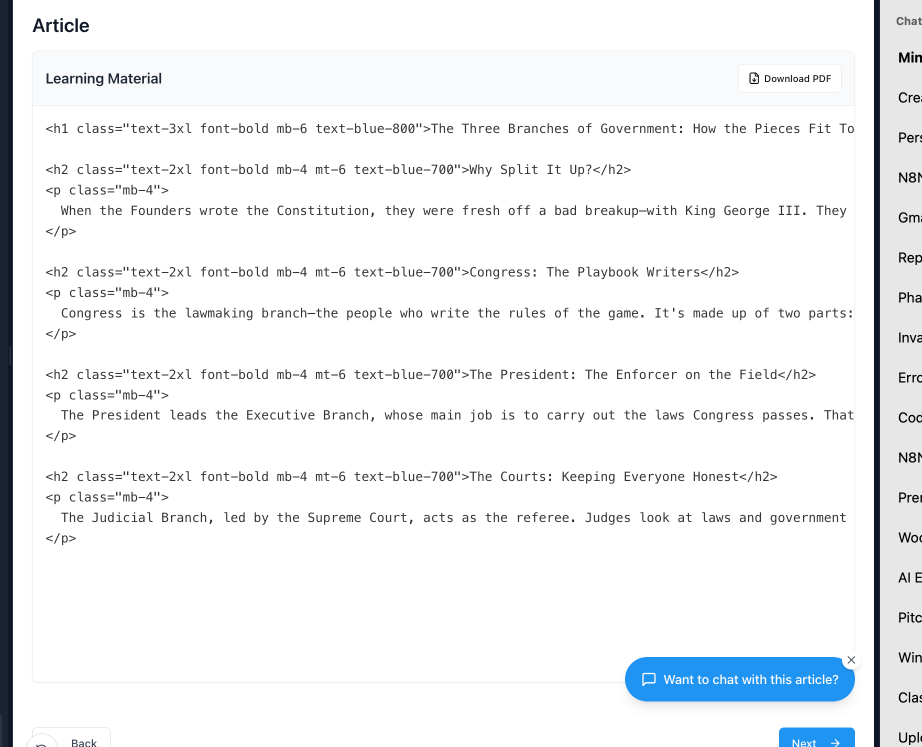 Article
Learning Material
Download PDF
<h1 class="text-3xl font-bold mb-6 text-blue-800">The Three Branches of Government: How the Pieces Fit To
<h2 class="text-2xl font-bold mb-4 mt-6 text-blue-700">Why Split It Up?</h2>
<p class="mb-4">
When the Founders wrote the Constitution, they were fresh off a bad breakup—with King George III. They
</p>
<h2 class="text-2xl font-bold mb-4 mt-6 text-blue-700">Congress: The Playbook Writers</h2>
<p class="mb-4">
Congress is the lawmaking branch—the people who write the rules of the game. It's made up of two parts:
</p>
<h2 class="text-2xl font-bold mb-4 mt-6 text-blue-700">The President: The Enforcer on the Field</h2>
<p class="mb-4">
The President leads the Executive Branch, whose main job is to carry out the laws Congress passes. That
</p>
<h2 class="text-2xl font-bold mb-4 mt-6 text-blue-700">The Courts: Keeping Everyone Honest</h2>
<p class="mb-4">
The Judicial Branch, led by the Supreme Court, acts as the referee. Judges look at laws and government
</p>
Want to chat with this article?
Back
Next
Chat
Min
Crea
Pers
N8N
Gma
Rep
Pha
Inva
Erro
Cod
N8N
Prer
Woo
AI E
Pitc
Win
Clas
Uplo